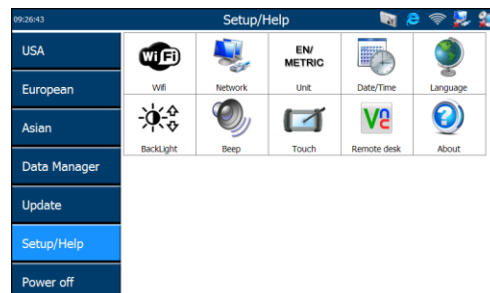 09:26:43
Setup/Help
USA
European
Asian
Data Manager
Update
Setup/Help
Power off
WiFi
EN/
METRIC
Wifi
Network
Unit
Date/Time
Language
VNC
BackLight
Beep
Touch
Remote desk
About